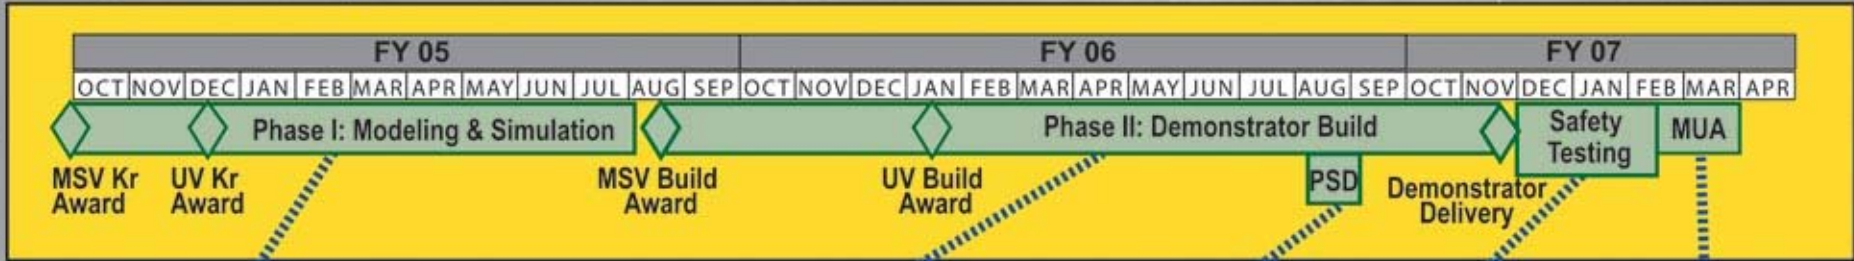 FY 05 FY 06 FY 07
OCT NOV DEC JAN FEB MAR APR MAY JUN JUL AUG SEP OCT NOV DEC JAN FEB MAR APR MAY JUN JUL AUG SEP OCT NOV DEC JAN FEB MAR APR
Phase I: Modeling & Simulation
Phase II: Demonstrator Build
Safety
Testing
MUA
MSV Kr
Award
UV Kr
Award
MSV Build
Award
UV Build
Award
PSD
Demonstrator
Delivery